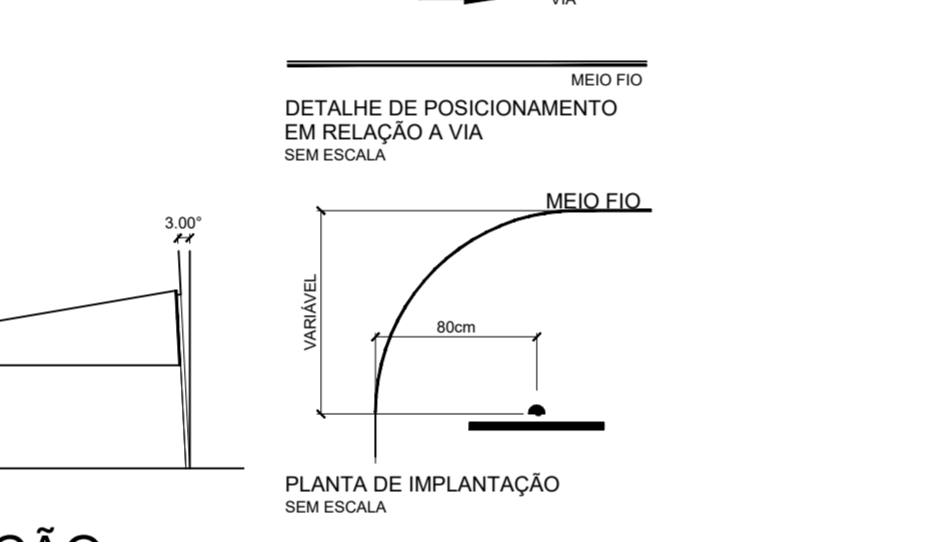 VIA
MEIO FIO
DETALHE DE POSICIONAMENTO
EM RELAÇÃO A VIA
SEM ESCALA
MEIO FIO
3.00°
VARIÁVEL
80cm
PLANTA DE IMPLANTAÇÃO
SEM ESCALA